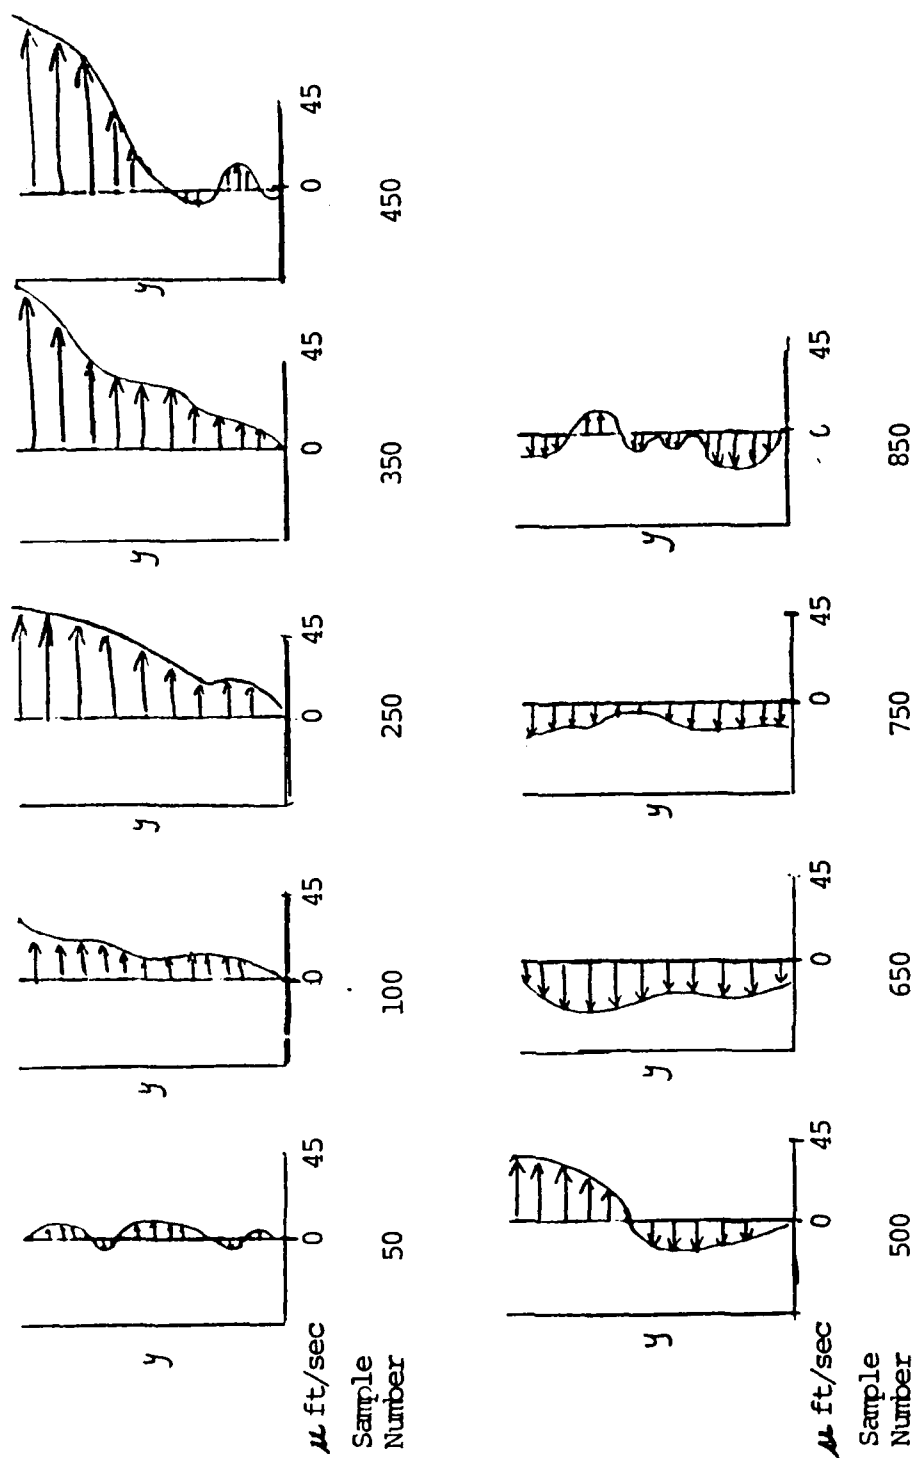 y y y y y
μ ft/sec 0 45 0 45 0 45 0 45 0 45
Sample
Number 50 100 250 350 450
y y y y
μ ft/sec 0 45 0 45 0 45 0 45
Sample
Number 500 650 750 850